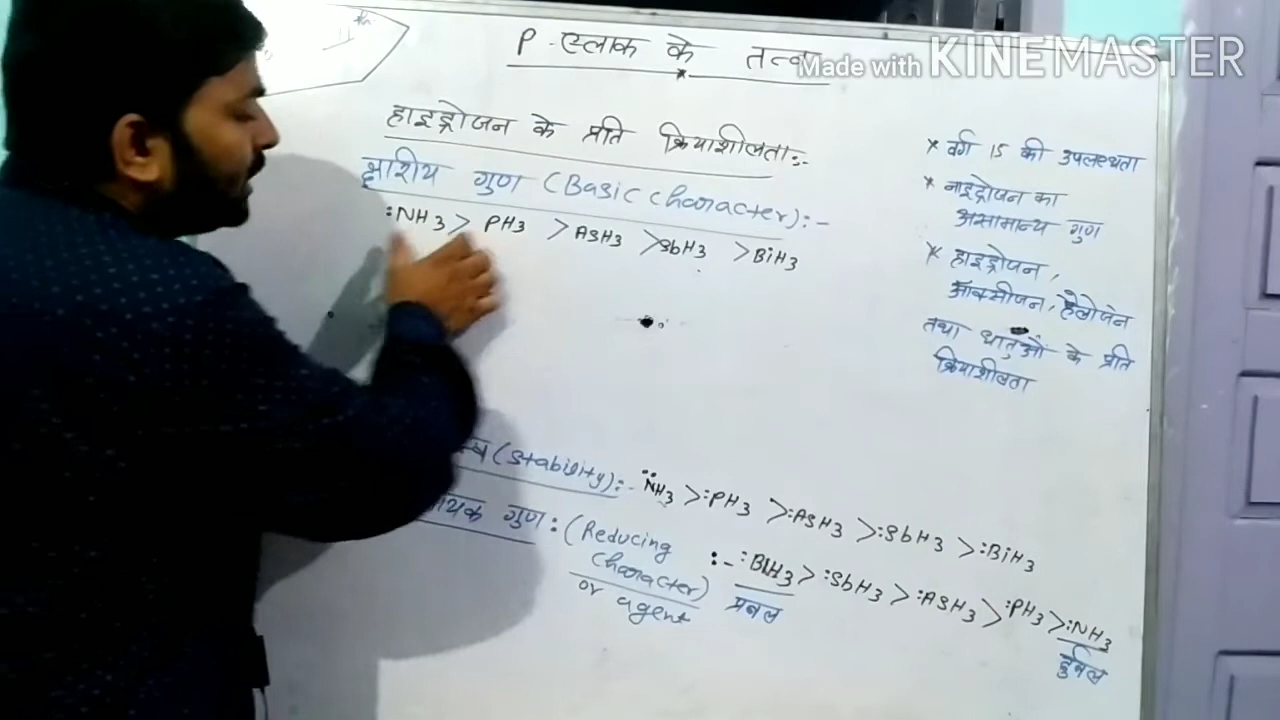 P-ब्लाक के तत्व
Made with KINEMASTER
हाइड्रोजन के प्रति क्रियाशीलता:-
क्षारीय गुण (Basic Character):-
:NH3 > PH3 > AsH3 > SbH3 > BiH3
(Stability):- N̈H3 > :PH3 > :AsH3 > :SbH3 > :BiH3
गुण: (Reducing
Character)
or agent
:- :BiH3 > :SbH3 > :AsH3 > :PH3 > :NH3
प्रबल
दुर्बल
* वर्ग 15 की उपलब्धता
* नाइट्रोजन का
असामान्य गुण
* हाइड्रोजन,
ऑक्सीजन, हैलोजन
तथा धातुओं के प्रति
क्रियाशीलता